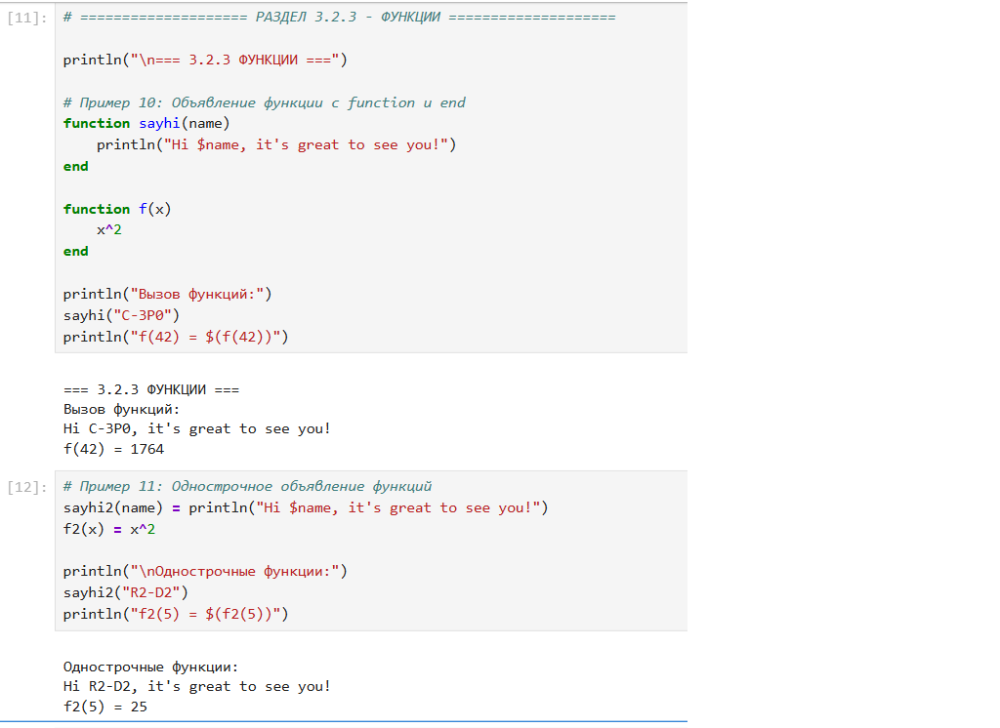 [11]: # ==================== РАЗДЕЛ 3.2.3 - ФУНКЦИИ ====================
println("\n=== 3.2.3 ФУНКЦИИ ===")
# Пример 10: Объявление функции с function и end
function sayhi(name)
    println("Hi $name, it's great to see you!")
end
function f(x)
    x^2
end
println("Вызов функций:")
sayhi("C-3P0")
println("f(42) = $(f(42))")
=== 3.2.3 ФУНКЦИИ ===
Вызов функций:
Hi C-3P0, it's great to see you!
f(42) = 1764
[12]: # Пример 11: Однострочное объявление функций
sayhi2(name) = println("Hi $name, it's great to see you!")
f2(x) = x^2
println("\nОднострочные функции:")
sayhi2("R2-D2")
println("f2(5) = $(f2(5))")
Однострочные функции:
Hi R2-D2, it's great to see you!
f2(5) = 25